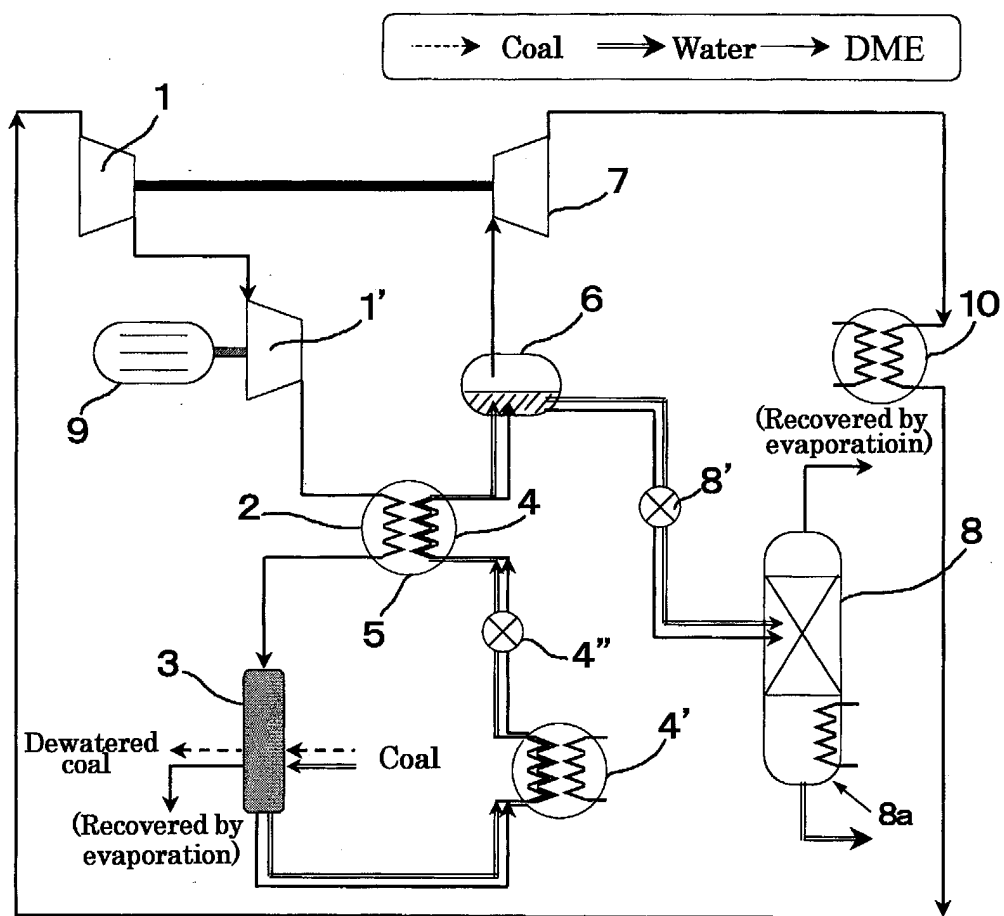 Coal Water DME
1
7
1'
6
10
9
(Recovered by
evaporatioin)
2
4
8'
8
5
4"
3
4'
Dewatered
coal
Coal
(Recovered by
evaporation)
8a